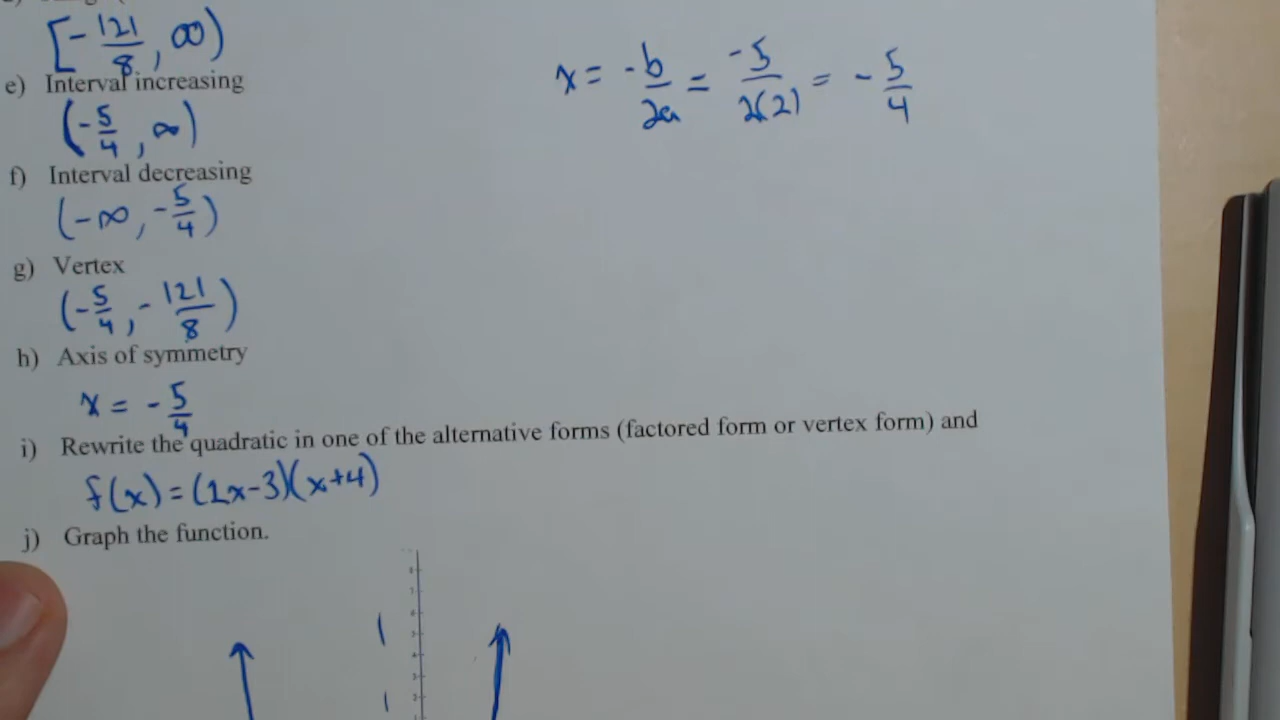 [-121/8, ∞)
e) Interval increasing
(-5/4, ∞)
x = -b/2a = -5/2(2) = -5/4
f) Interval decreasing
(-∞, -5/4)
g) Vertex
(-5/4, -121/8)
h) Axis of symmetry
x = -5/4
i) Rewrite the quadratic in one of the alternative forms (factored form or vertex form) and
f(x) = (2x-3)(x+4)
j) Graph the function.